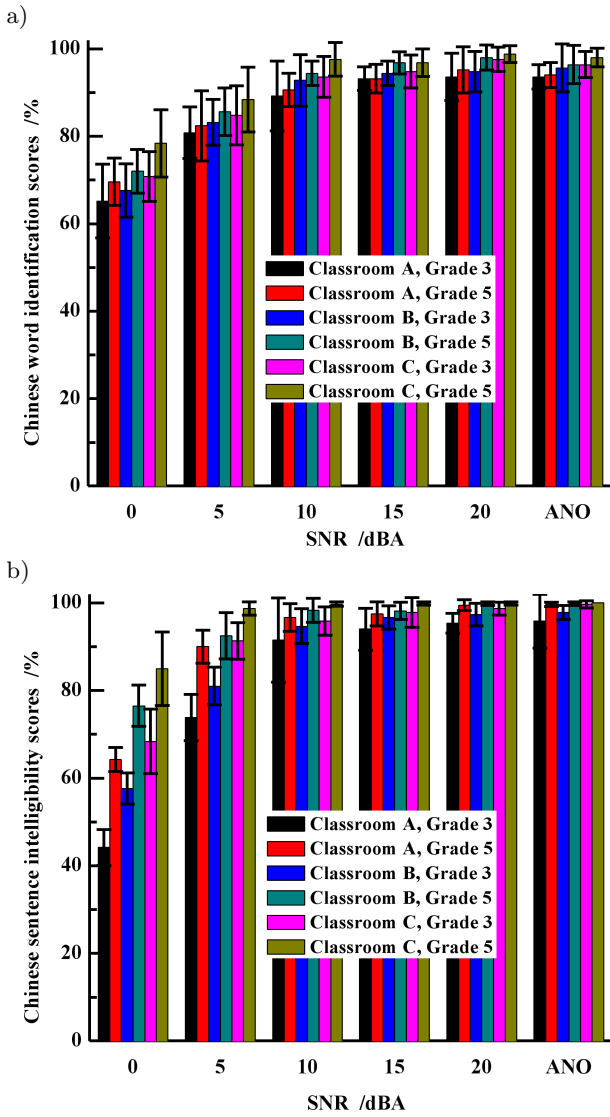 a)
Chinese word identification scores /%
100
80
60
40
20
0
Classroom A, Grade 3
Classroom A, Grade 5
Classroom B, Grade 3
Classroom B, Grade 5
Classroom C, Grade 3
Classroom C, Grade 5
0 5 10 15 20 ANO
SNR /dBA
b)
Chinese sentence intelligibility scores /%
100
80
60
40
20
0
Classroom A, Grade 3
Classroom A, Grade 5
Classroom B, Grade 3
Classroom B, Grade 5
Classroom C, Grade 3
Classroom C, Grade 5
0 5 10 15 20 ANO
SNR /dBA